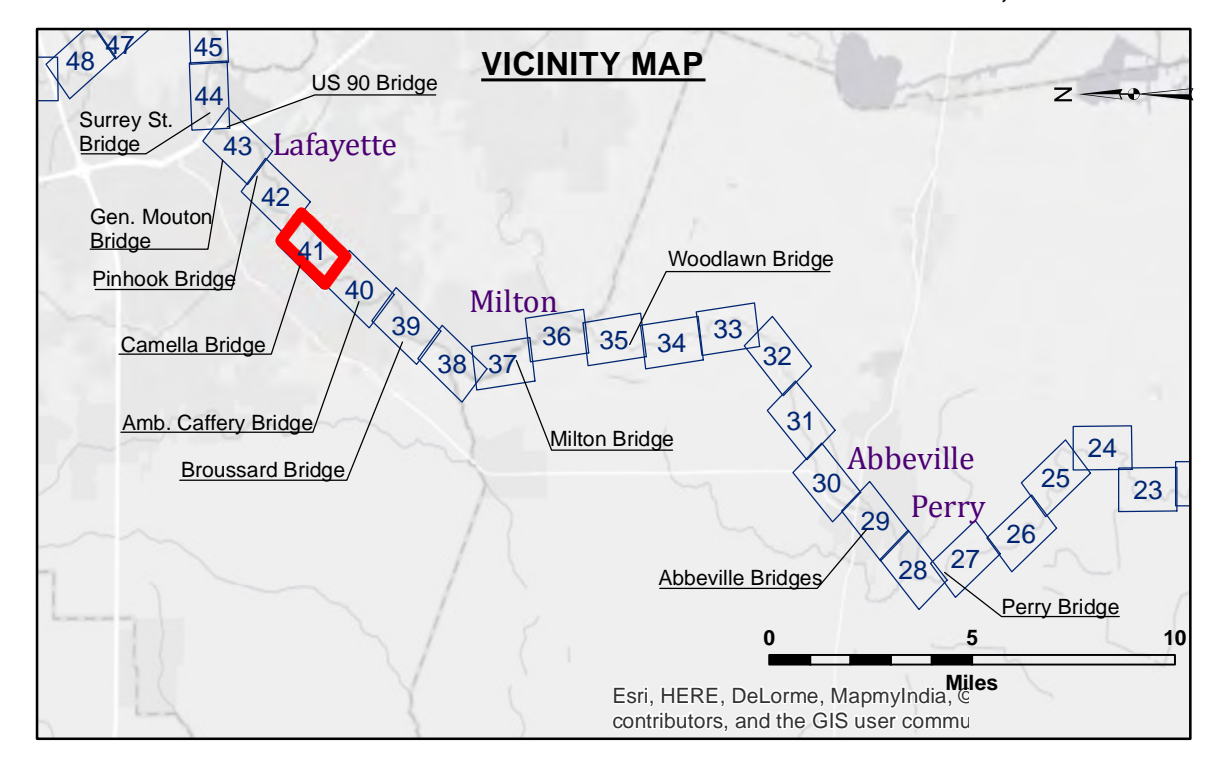 VICINITY MAP
48
47
45
44
US 90 Bridge
N
Surrey St.
Bridge
43
Lafayette
42
Gen. Mouton
Bridge
Pinhook Bridge
41
40
Woodlawn Bridge
Milton
39
36
35
34
33
Camella Bridge
38
37
32
Amb. Caffery Bridge
Milton Bridge
31
Broussard Bridge
30
Abbeville
24
25
23
29
Perry
26
28
27
Abbeville Bridges
Perry Bridge
0
5
10
Miles
Esri, HERE, DeLorme, MapmyIndia, ©
contributors, and the GIS user commu